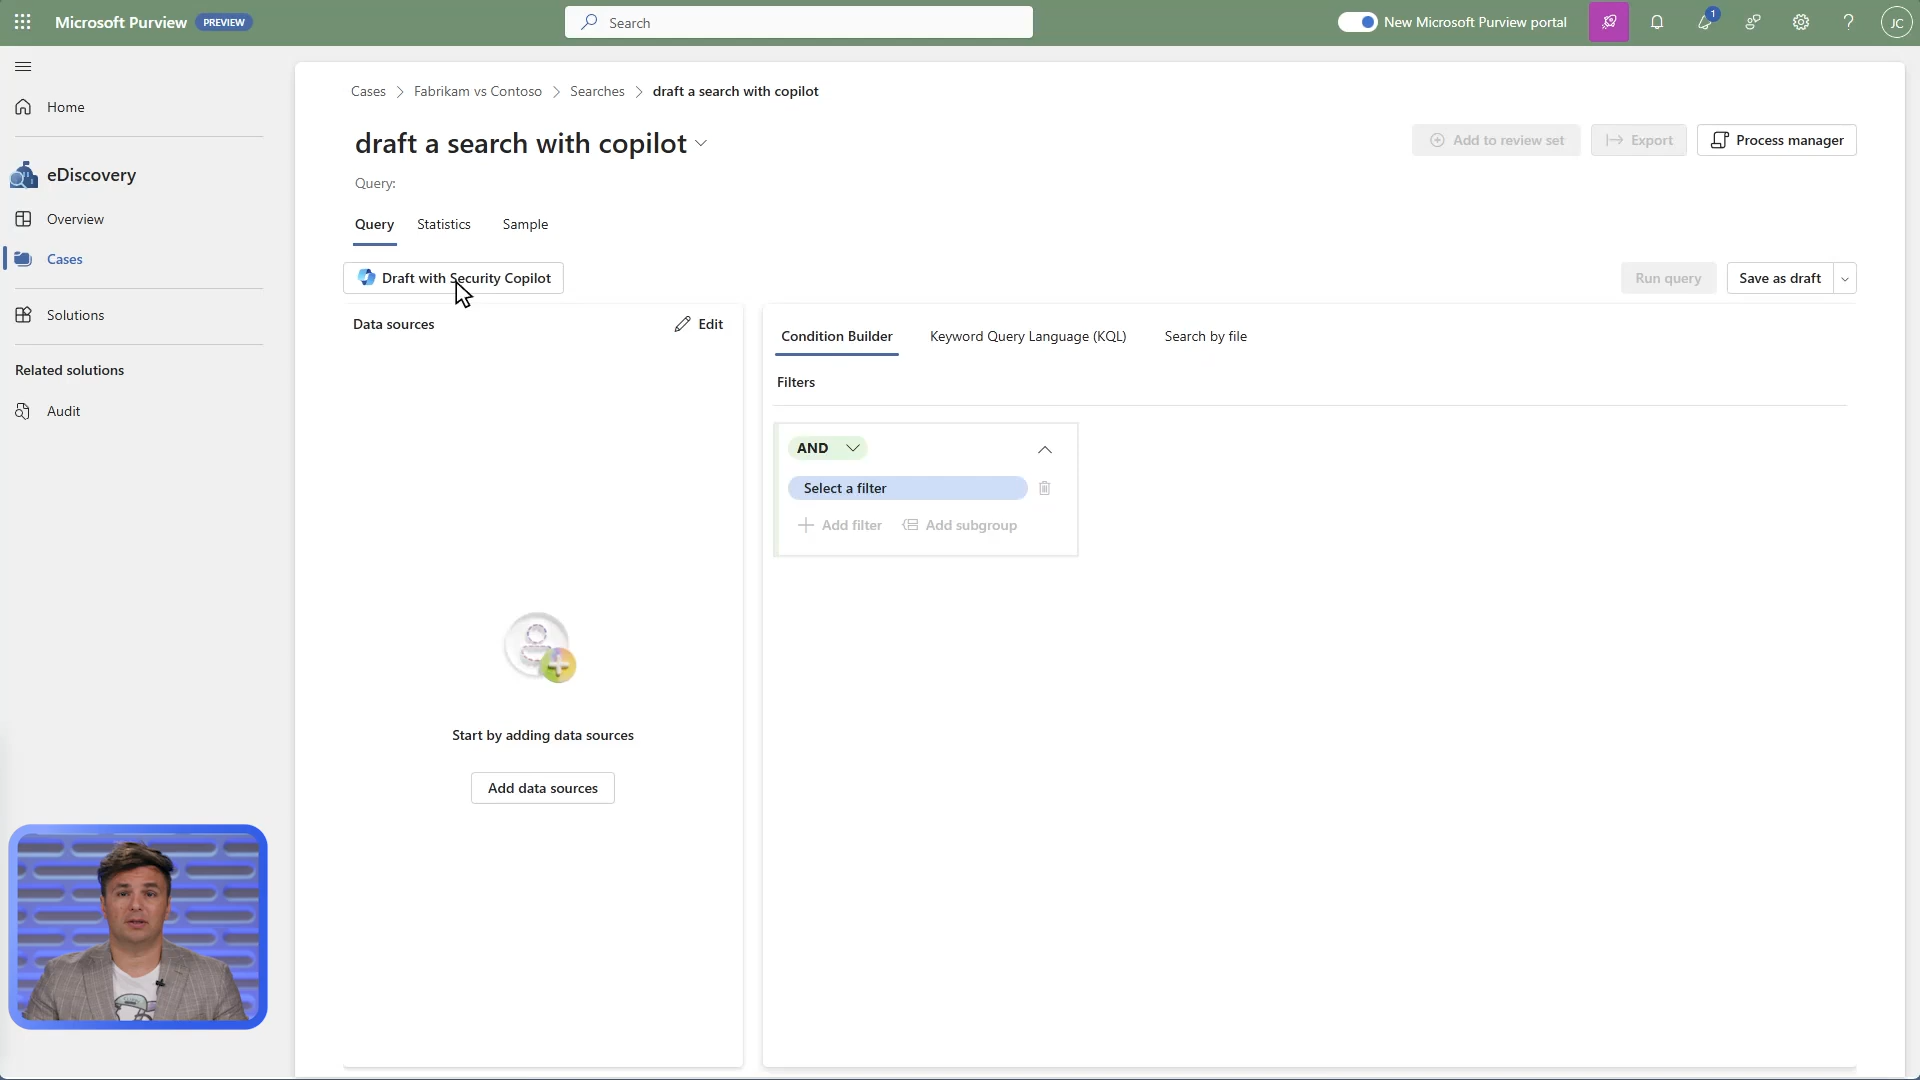 Microsoft Purview PREVIEW
Search
New Microsoft Purview portal
1
JC
Home
eDiscovery
Overview
Cases
Solutions
Related solutions
Audit
Cases > Fabrikam vs Contoso > Searches > draft a search with copilot
draft a search with copilot
Add to review set
Export
Process manager
Query:
Query
Statistics
Sample
Draft with Security Copilot
Run query
Save as draft
Data sources
Edit
Start by adding data sources
Add data sources
Condition Builder
Keyword Query Language (KQL)
Search by file
Filters
AND
Select a filter
Add filter
Add subgroup